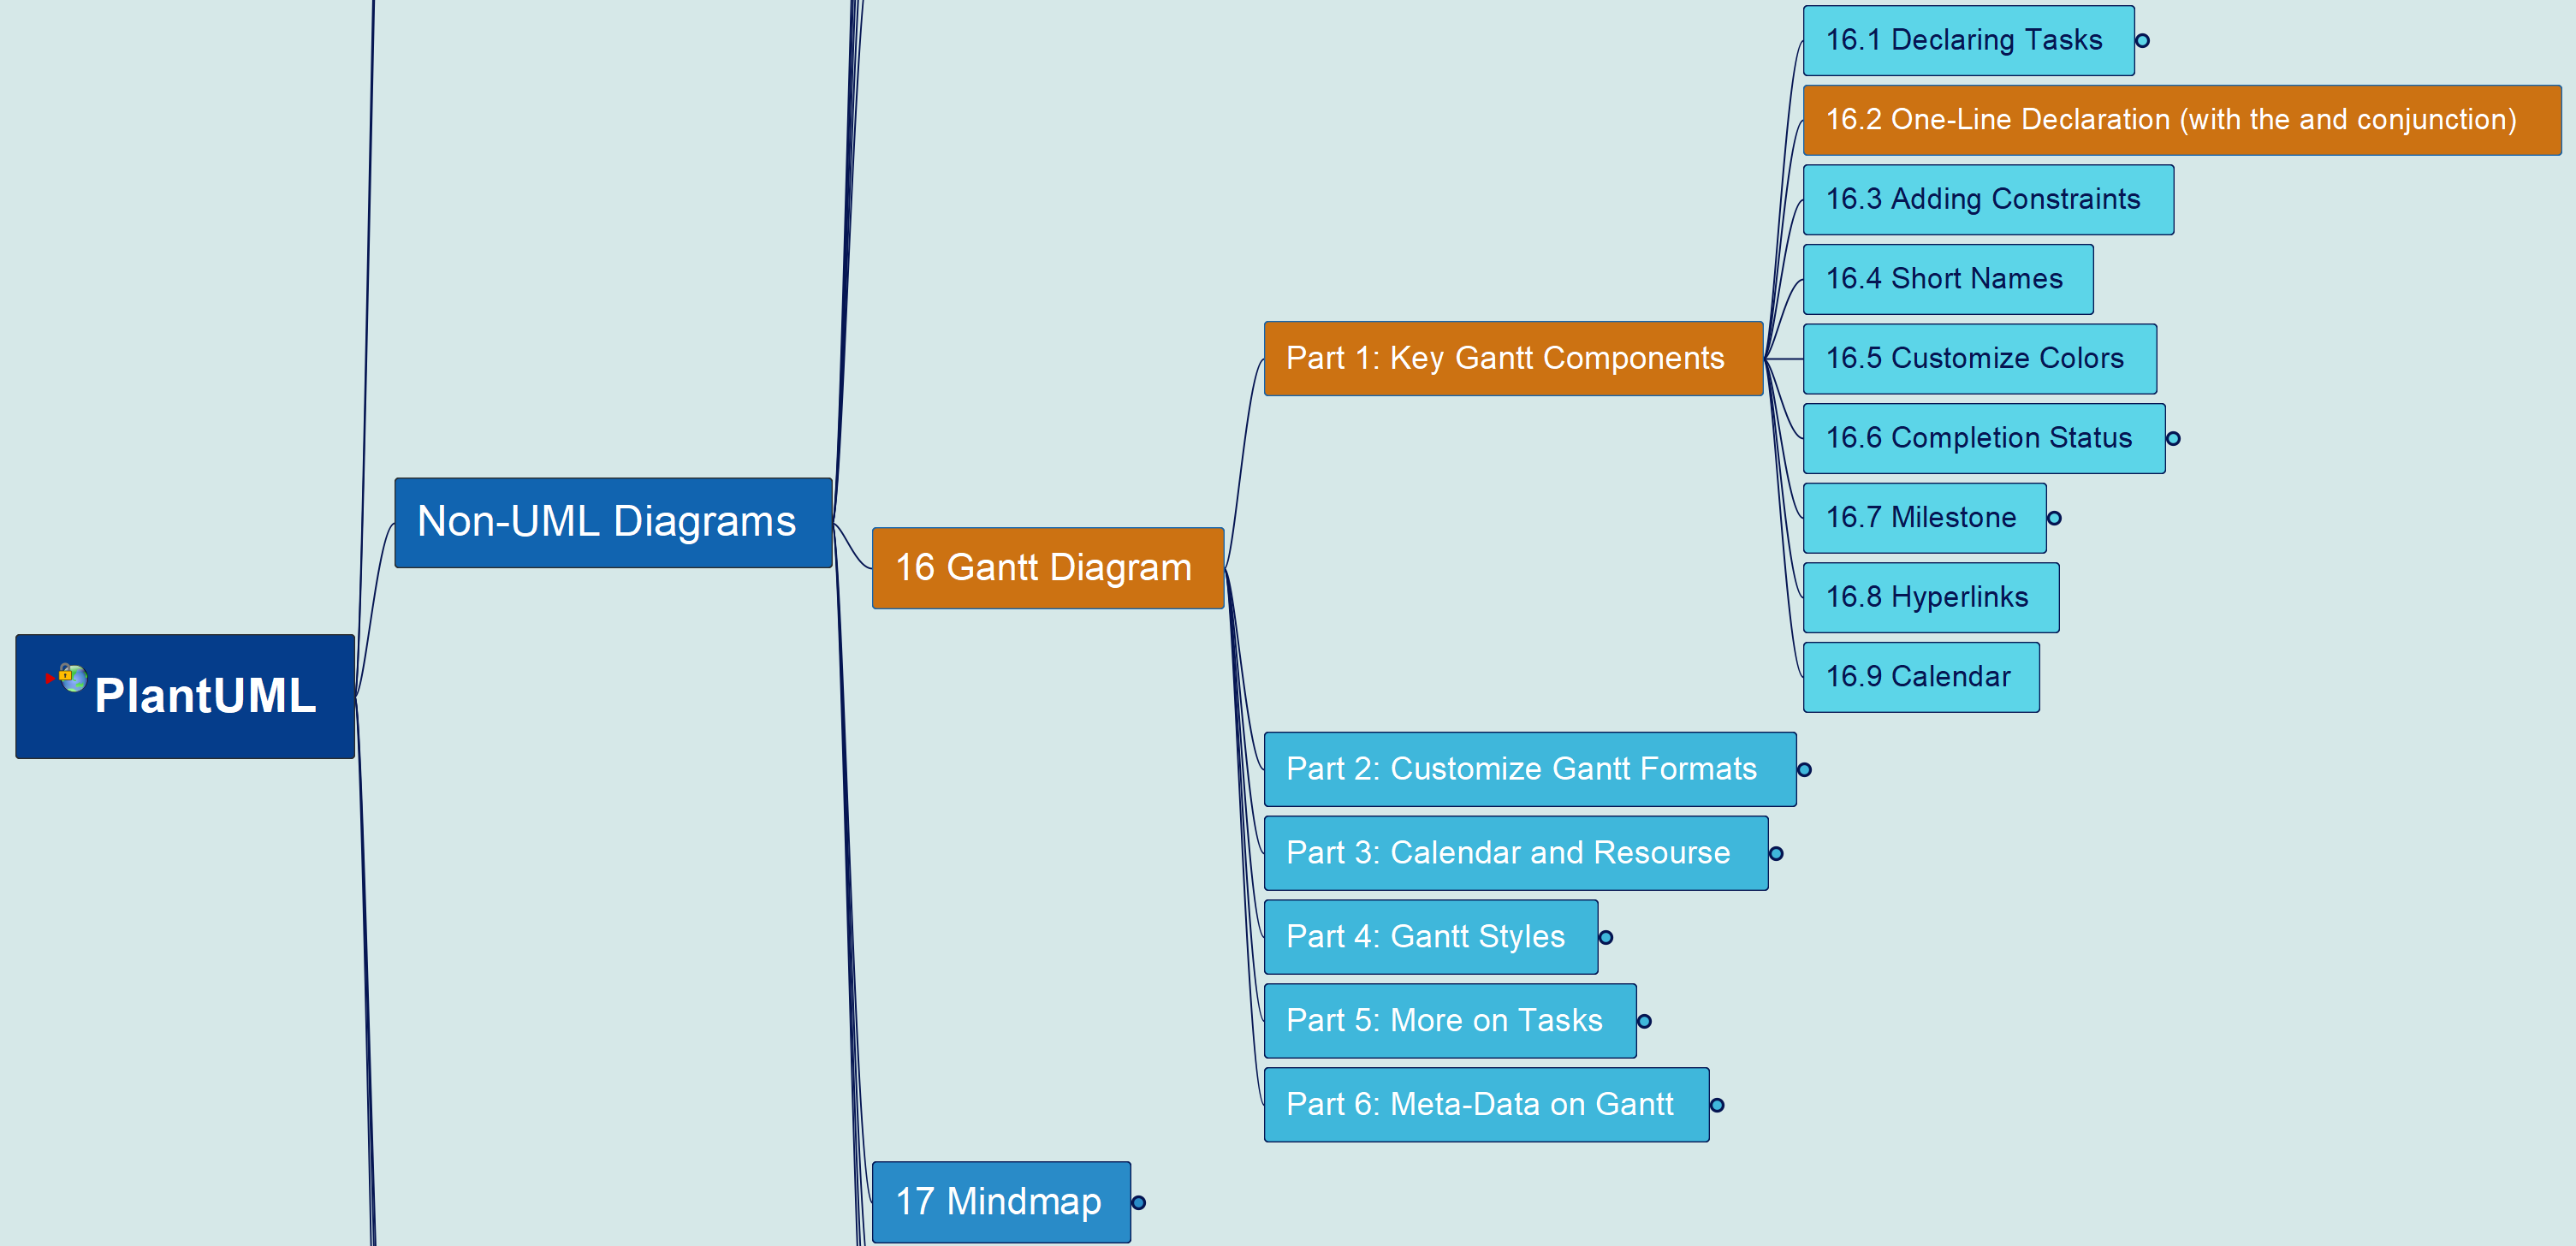 PlantUML
Non-UML Diagrams
16 Gantt Diagram
Part 1: Key Gantt Components
16.1 Declaring Tasks
16.2 One-Line Declaration (with the and conjunction)
16.3 Adding Constraints
16.4 Short Names
16.5 Customize Colors
16.6 Completion Status
16.7 Milestone
16.8 Hyperlinks
16.9 Calendar
Part 2: Customize Gantt Formats
Part 3: Calendar and Resourse
Part 4: Gantt Styles
Part 5: More on Tasks
Part 6: Meta-Data on Gantt
17 Mindmap